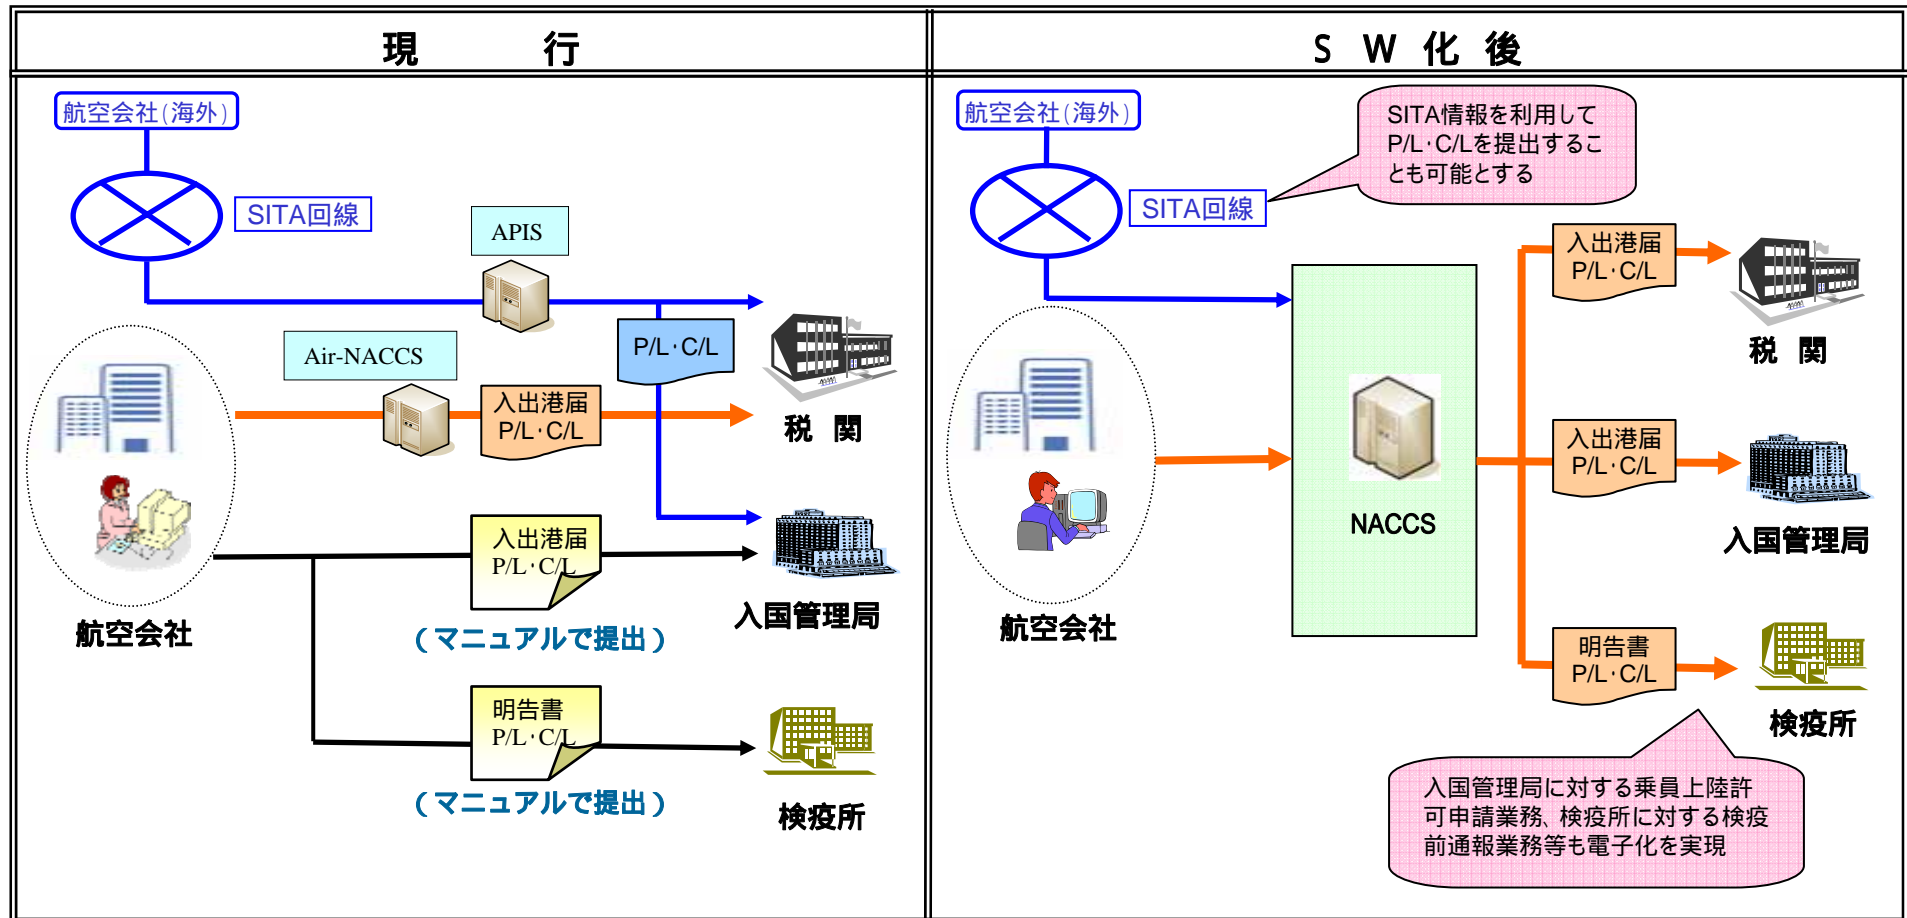 現 行
航空会社(海外)
SITA回線
APIS
Air-NACCS
P/L・C/L
入出港届
P/L・C/L
税 関
入出港届
P/L・C/L
(マニュアルで提出)
入国管理局
航空会社
明告書
P/L・C/L
(マニュアルで提出)
検疫所
S W 化 後
航空会社(海外)
SITA情報を利用して
P/L・C/Lを提出するこ
とも可能とする
SITA回線
入出港届
P/L・C/L
税 関
入出港届
P/L・C/L
NACCS
入国管理局
航空会社
明告書
P/L・C/L
検疫所
入国管理局に対する乗員上陸許
可申請業務、検疫所に対する検疫
前通報業務等も電子化を実現